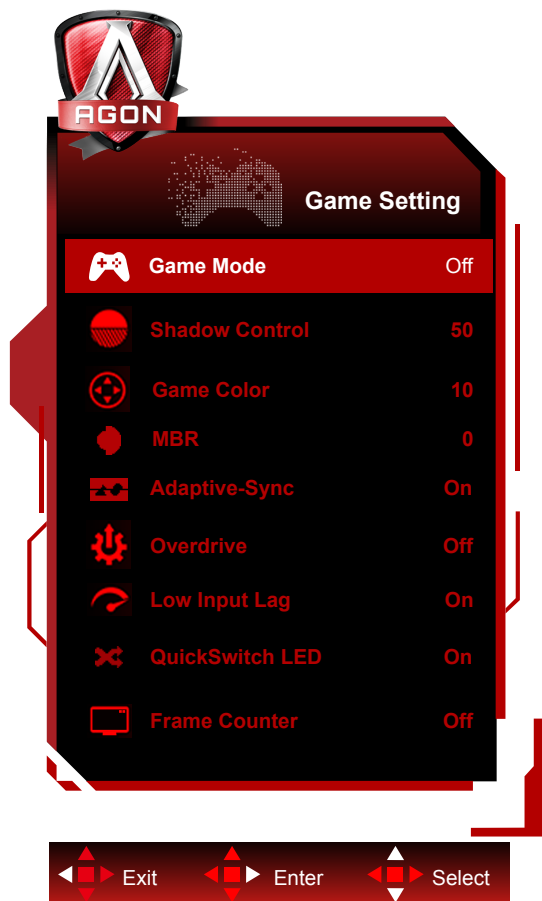 AGON
Game Setting
Game Mode Off
Shadow Control 50
Game Color 10
MBR 0
Adaptive-Sync On
Overdrive Off
Low Input Lag On
QuickSwitch LED On
Frame Counter Off
Exit Enter Select